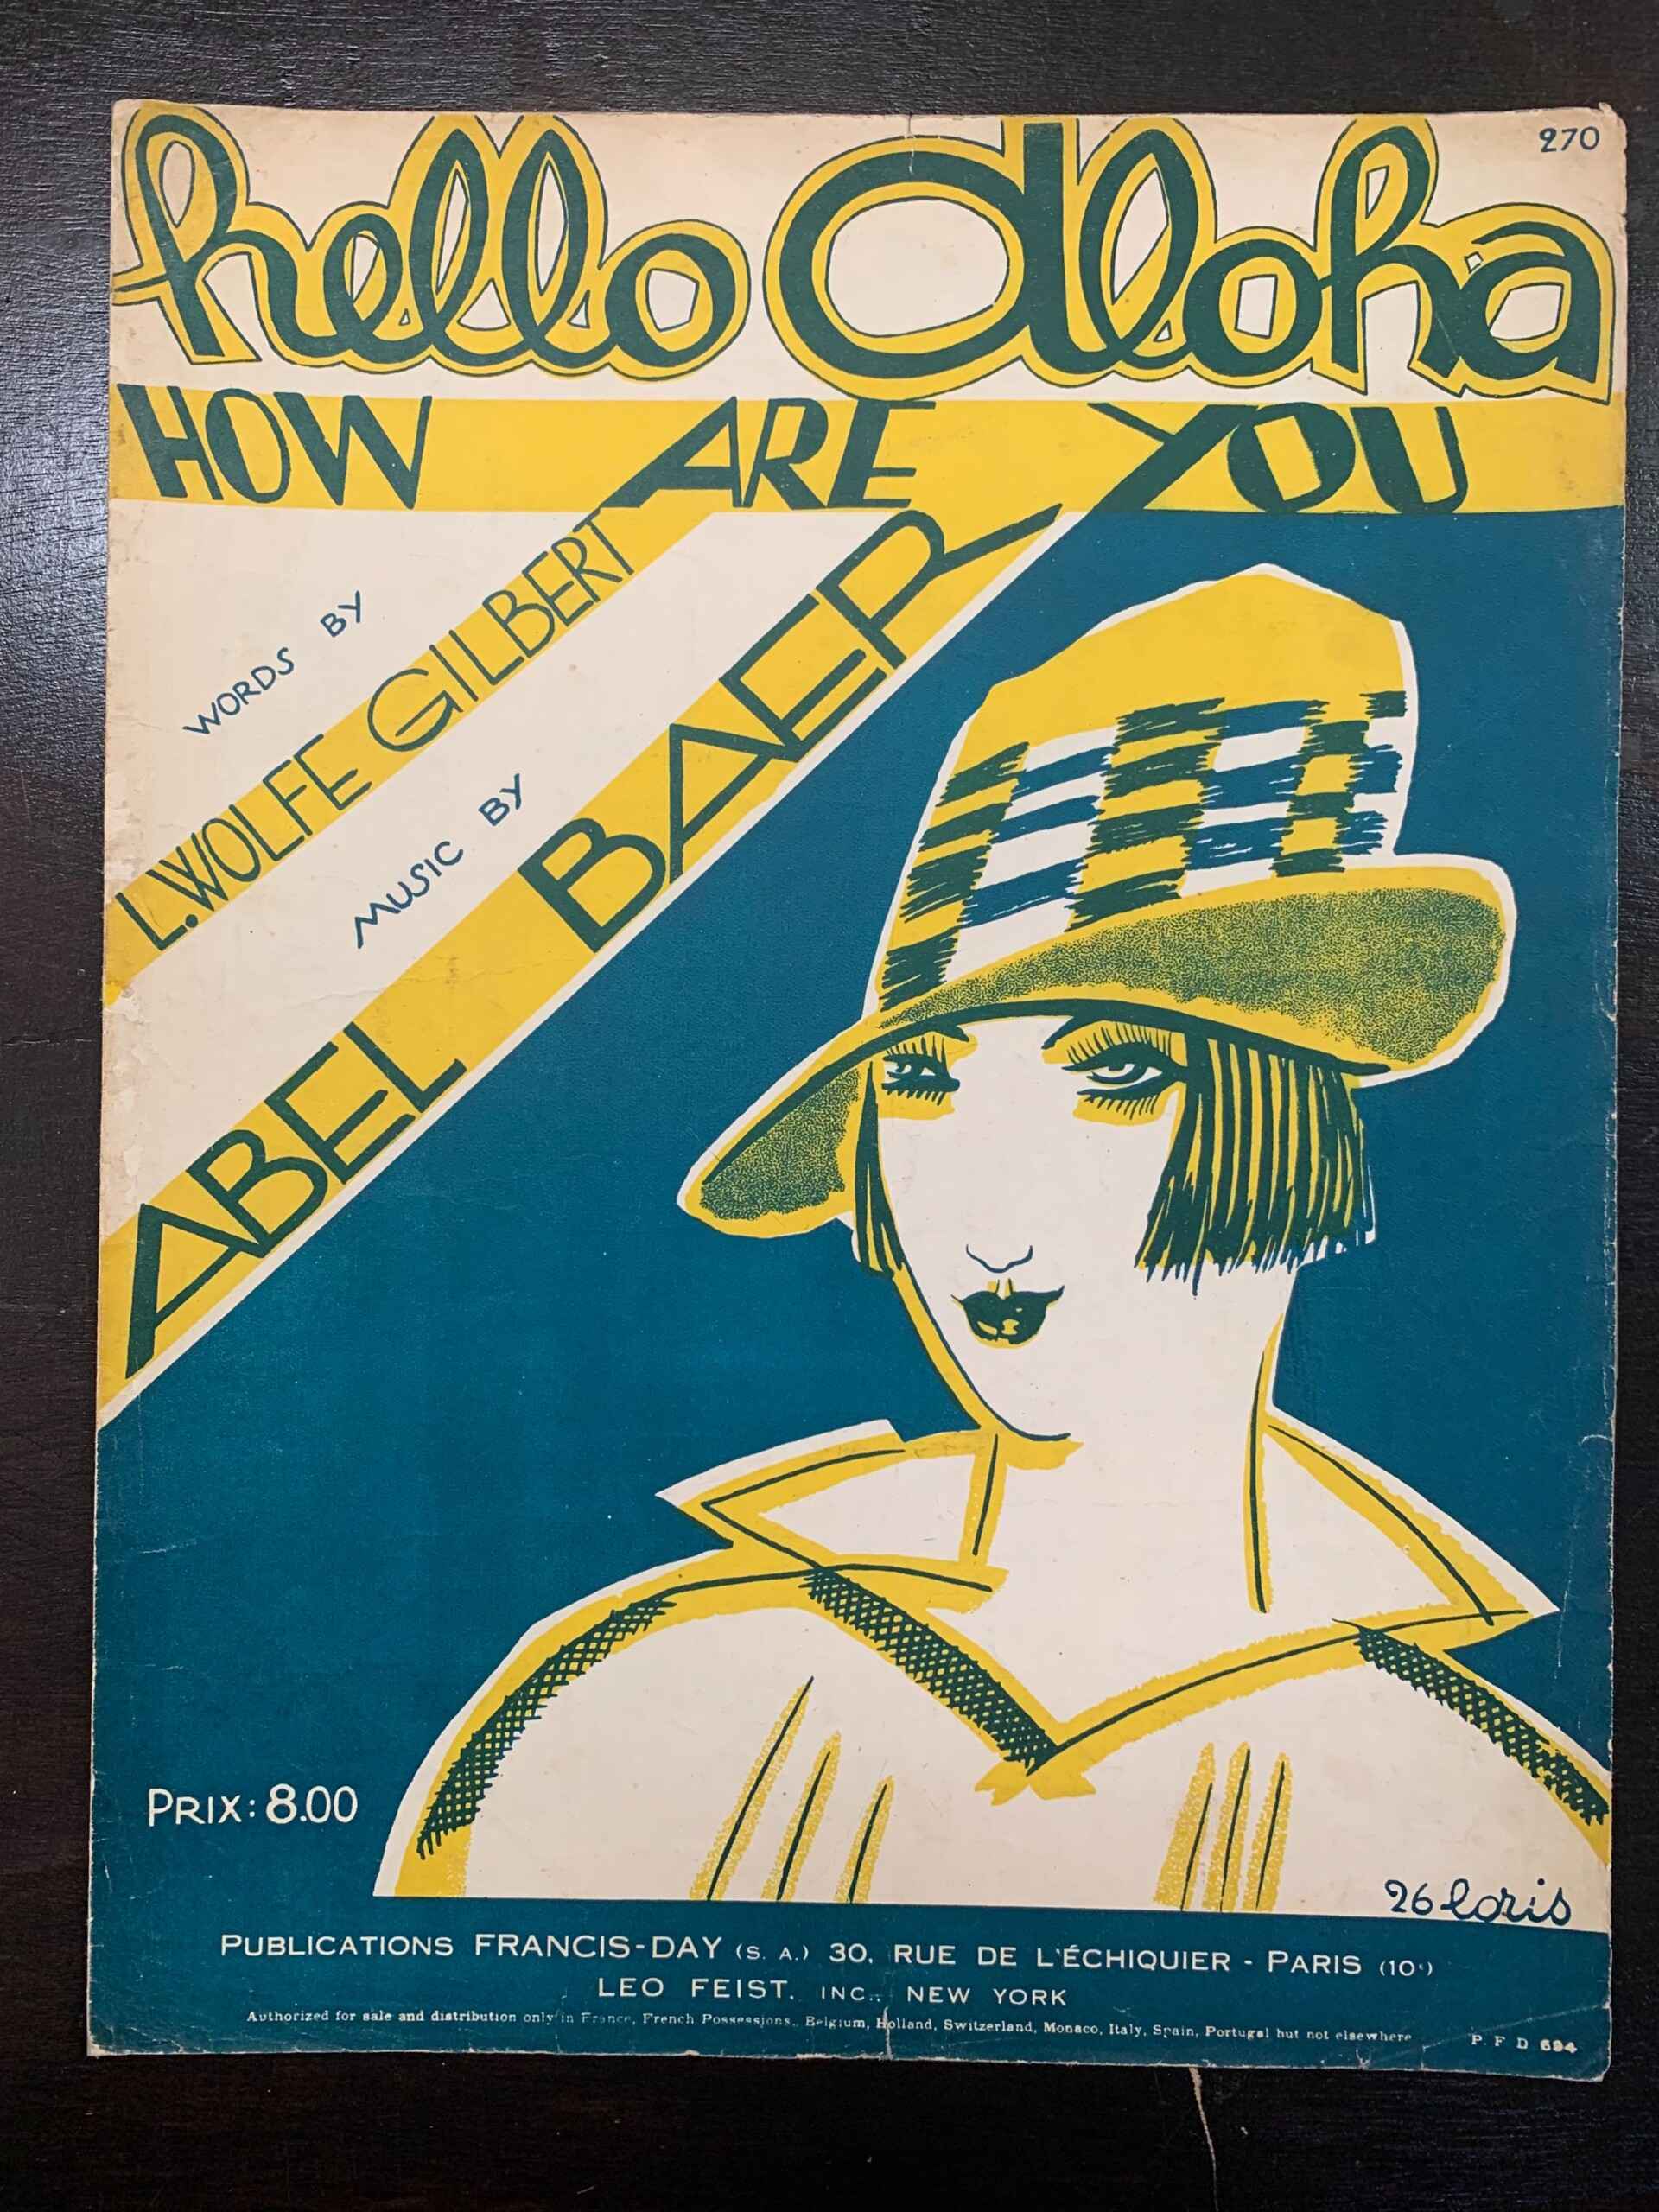 270
hello aloha
HOW ARE YOU
WORDS BY
L. WOLFE GILBERT
MUSIC BY
ABEL BAER
PRIX: 8.00
26 loris
PUBLICATIONS FRANCIS-DAY (S. A.) 30, RUE DE L'ÉCHIQUIER - PARIS (10e)
LEO FEIST, INC., NEW YORK
Authorized for sale and distribution only in France, French Possessions, Belgium, Holland, Switzerland, Monaco, Italy, Spain, Portugal but not elsewhere
P. F D 694